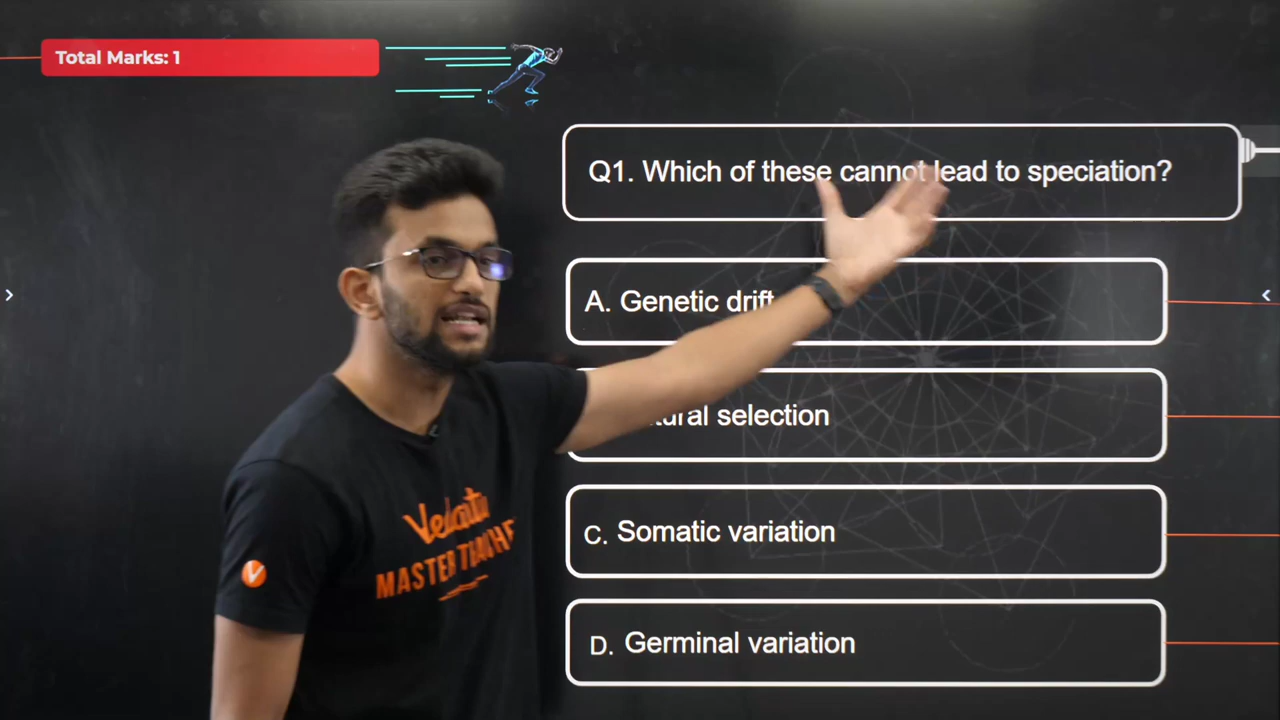 Total Marks: 1
Q1. Which of these cannot lead to speciation?
A. Genetic drift
selection
C. Somatic variation
D. Germinal variation
Vedantu
MASTER
V